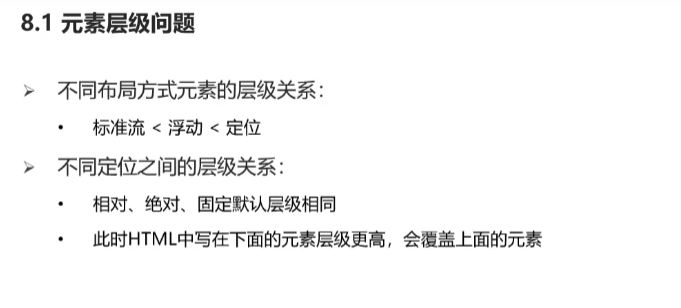 8.1 元素层级问题
➢ 不同布局方式元素的层级关系：
• 标准流 < 浮动 < 定位
➢ 不同定位之间的层级关系：
• 相对、绝对、固定默认层级相同
• 此时HTML中写在下面的元素层级更高，会覆盖上面的元素